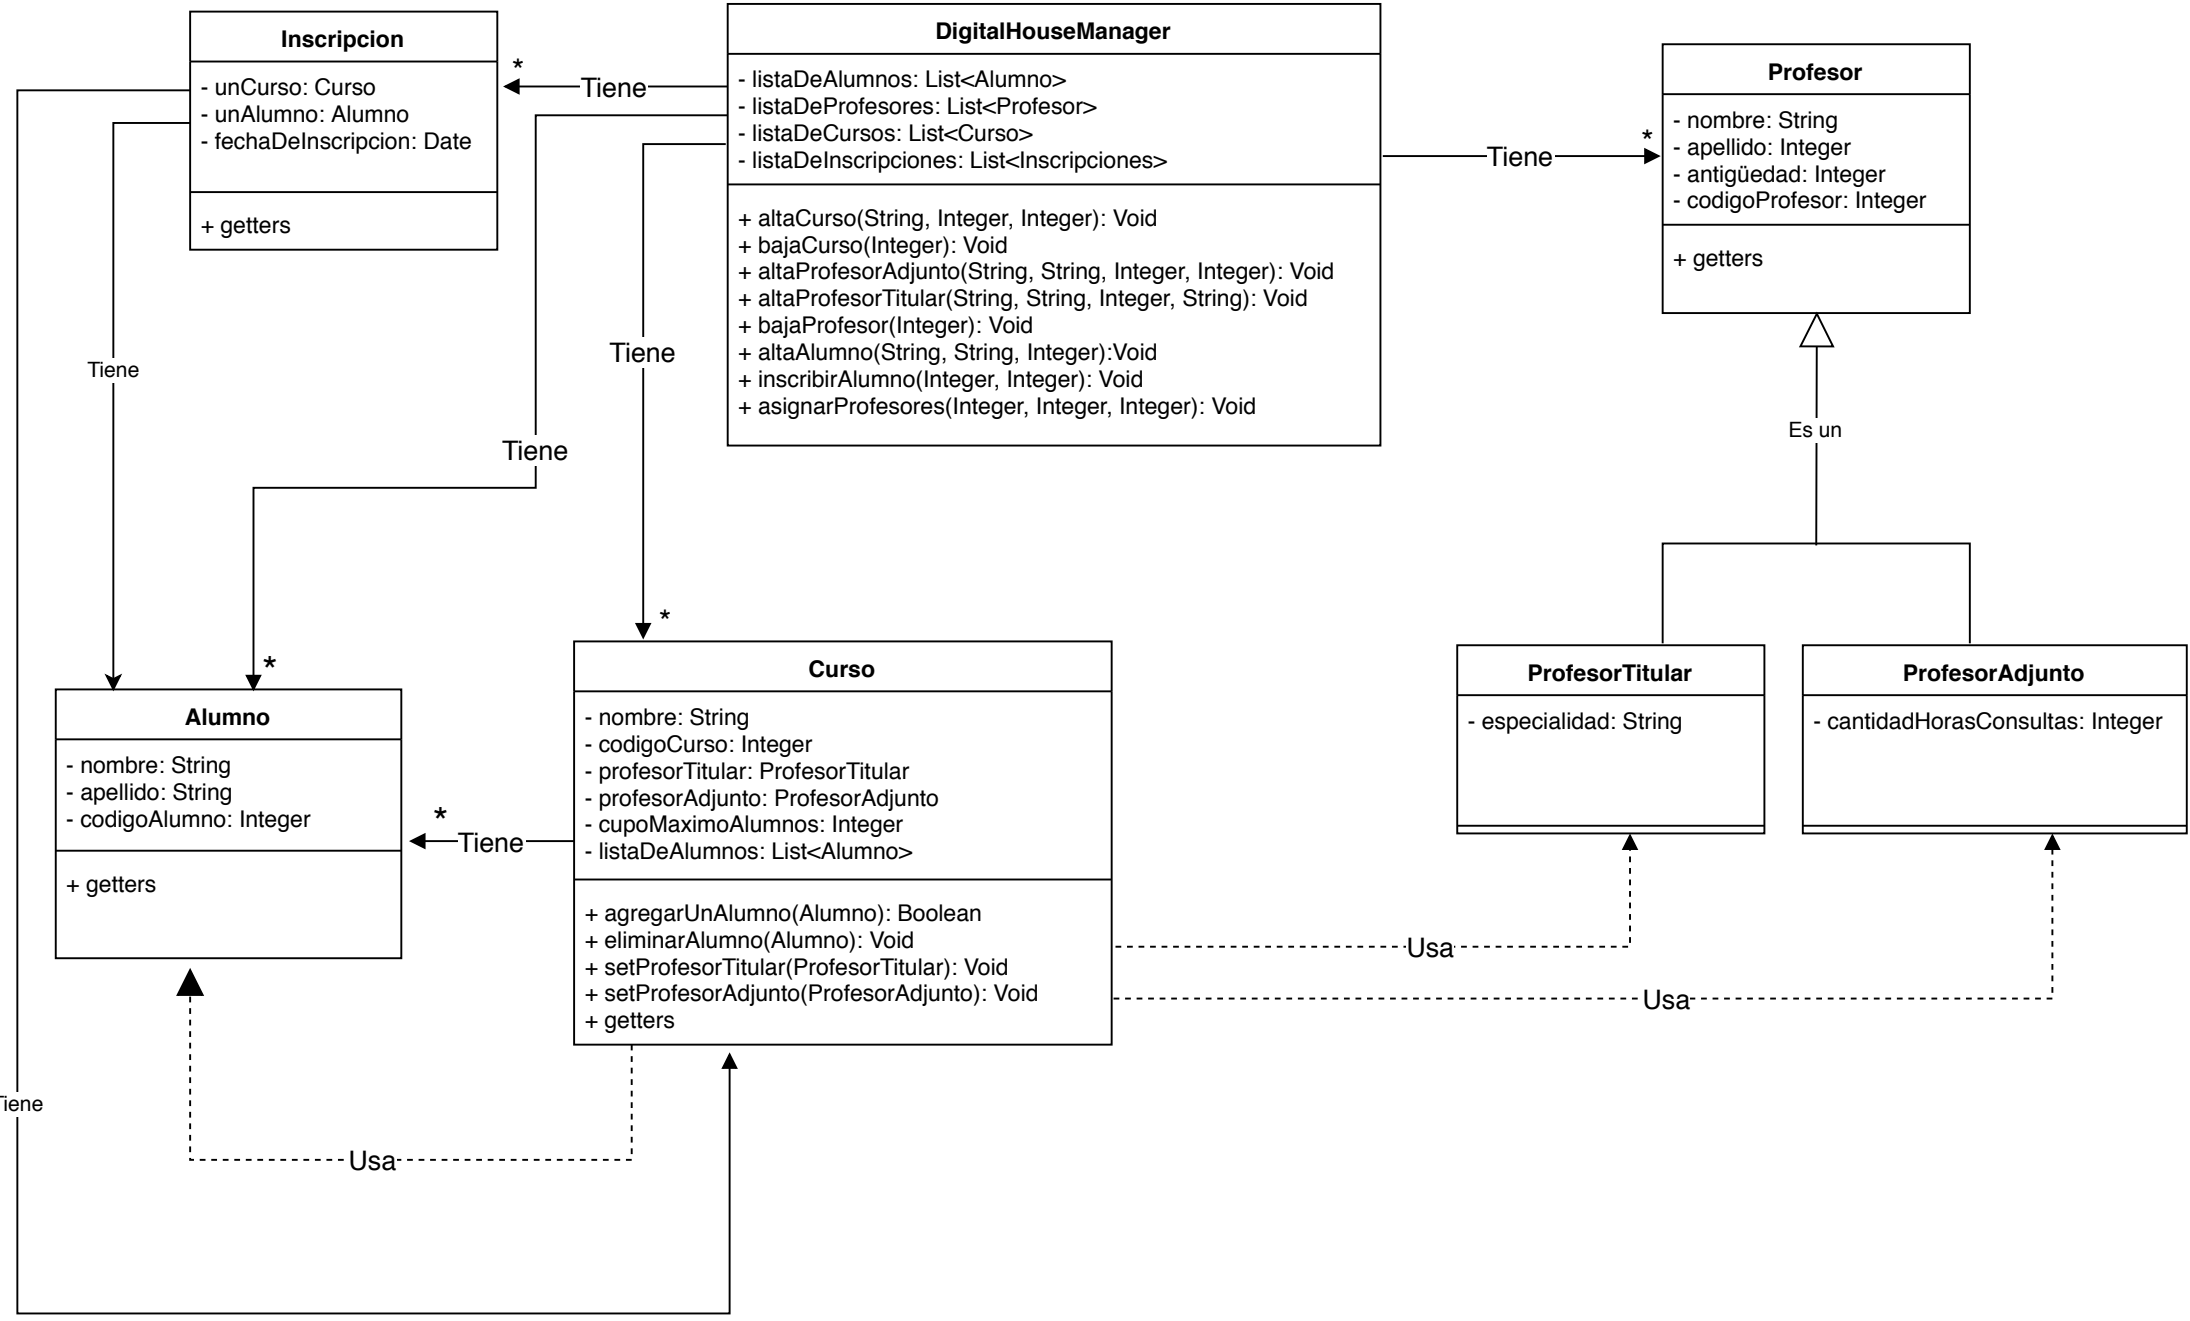 Inscripcion
- unCurso: Curso
- unAlumno: Alumno
- fechaDeInscripcion: Date
+ getters
*
Tiene
DigitalHouseManager
- listaDeAlumnos: List<Alumno>
- listaDeProfesores: List<Profesor>
- listaDeCursos: List<Curso>
- listaDeInscripciones: List<Inscripciones>
+ altaCurso(String, Integer, Integer): Void
+ bajaCurso(Integer): Void
+ altaProfesorAdjunto(String, String, Integer, Integer): Void
+ altaProfesorTitular(String, String, Integer, String): Void
+ bajaProfesor(Integer): Void
+ altaAlumno(String, String, Integer):Void
+ inscribirAlumno(Integer, Integer): Void
+ asignarProfesores(Integer, Integer, Integer): Void
Tiene
*
Profesor
- nombre: String
- apellido: Integer
- antigüedad: Integer
- codigoProfesor: Integer
+ getters
Tiene
Tiene
Tiene
Es un
*
*
Alumno
- nombre: String
- apellido: String
- codigoAlumno: Integer
+ getters
*
Tiene
Curso
- nombre: String
- codigoCurso: Integer
- profesorTitular: ProfesorTitular
- profesorAdjunto: ProfesorAdjunto
- cupoMaximoAlumnos: Integer
- listaDeAlumnos: List<Alumno>
+ agregarUnAlumno(Alumno): Boolean
+ eliminarAlumno(Alumno): Void
+ setProfesorTitular(ProfesorTitular): Void
+ setProfesorAdjunto(ProfesorAdjunto): Void
+ getters
ProfesorTitular
- especialidad: String
ProfesorAdjunto
- cantidadHorasConsultas: Integer
Usa
Usa
Tiene
Usa